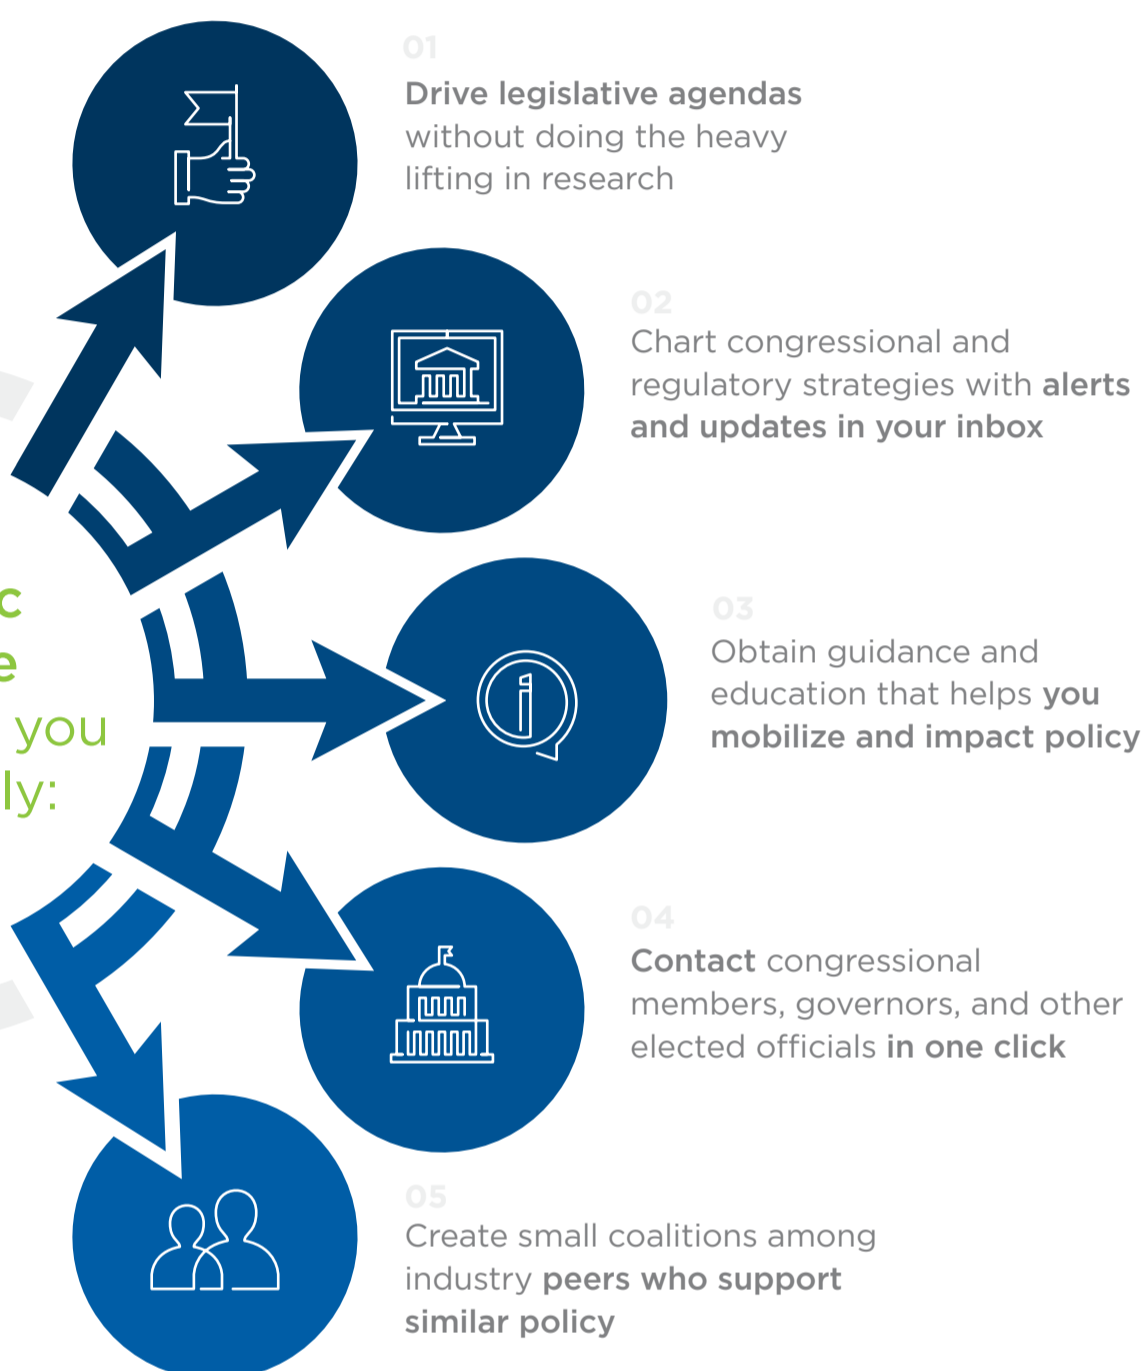 01
Drive legislative agendas
without doing the heavy
lifting in research
02
Chart congressional and
regulatory strategies with alerts
and updates in your inbox
you
ly:
03
Obtain guidance and
education that helps you
mobilize and impact policy
04
Contact congressional
members, governors, and other
elected officials in one click
05
Create small coalitions among
industry peers who support
similar policy